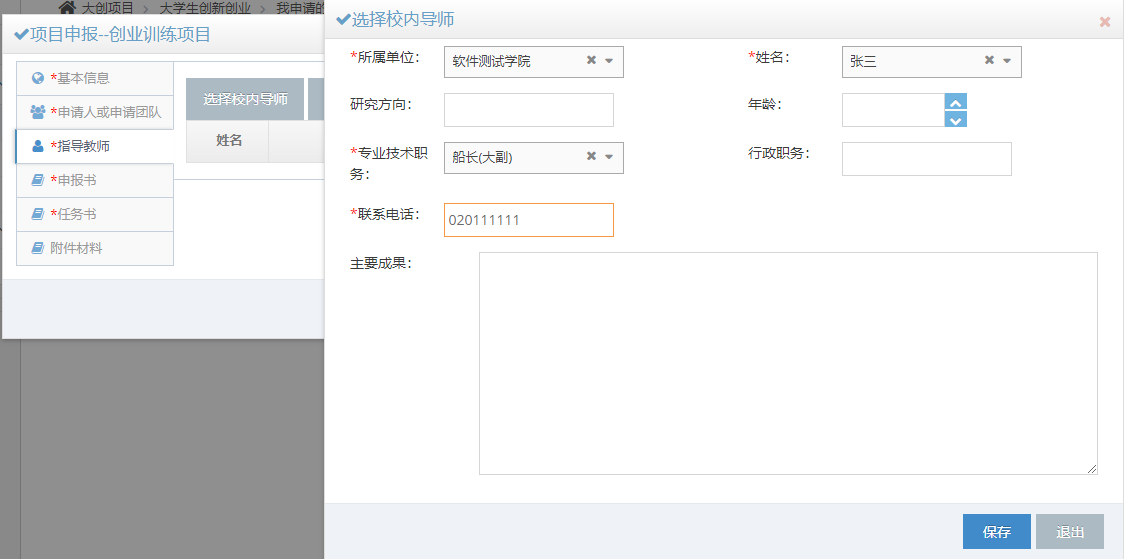 大创项目 > 大学生创新创业 > 我申请的
项目申报--创业训练项目
*基本信息
*申请人或申请团队
*指导教师
*申报书
*任务书
附件材料
选择校内导师
姓名
选择校内导师
*所属单位： 软件测试学院 *姓名： 张三
研究方向： 年龄：
*专业技术职务： 船长(大副) 行政职务：
*联系电话： 020111111
主要成果：
保存 退出